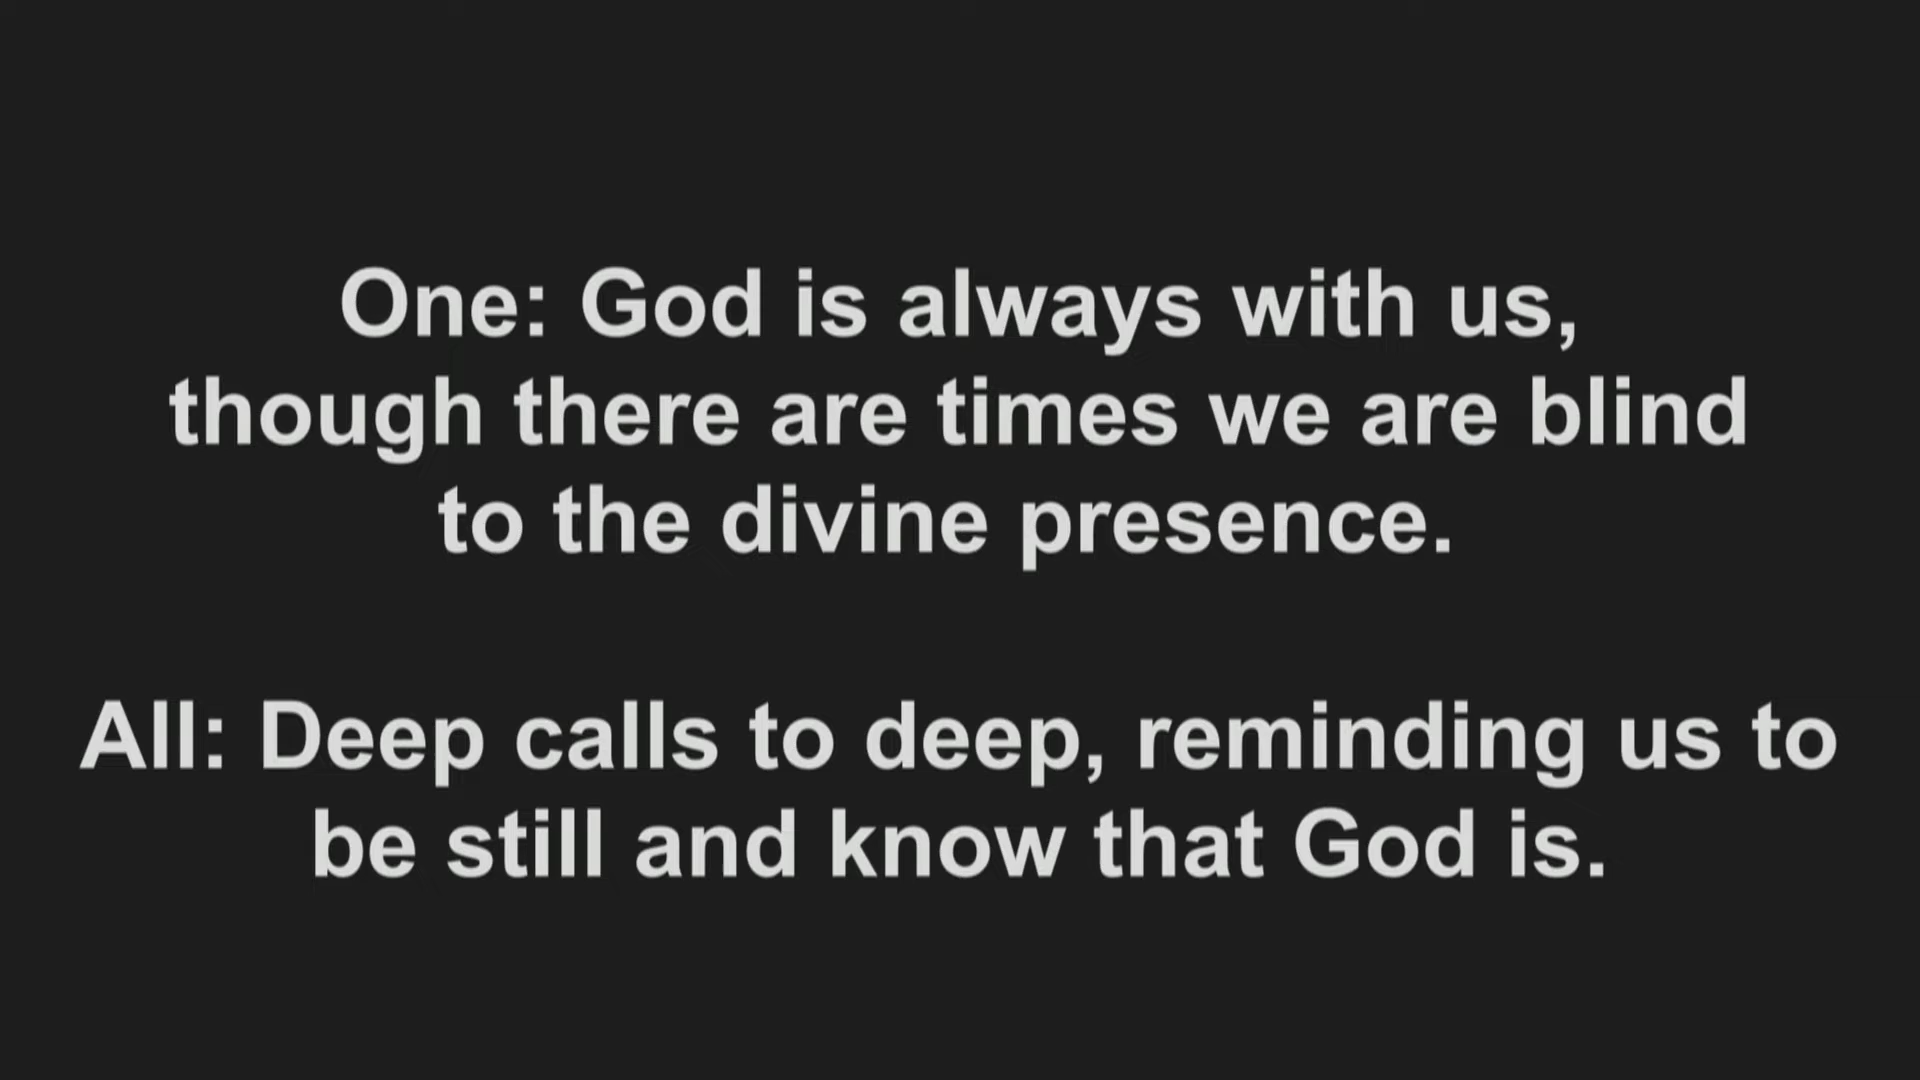 One: God is always with us,
though there are times we are blind
to the divine presence.
All: Deep calls to deep, reminding us to
be still and know that God is.